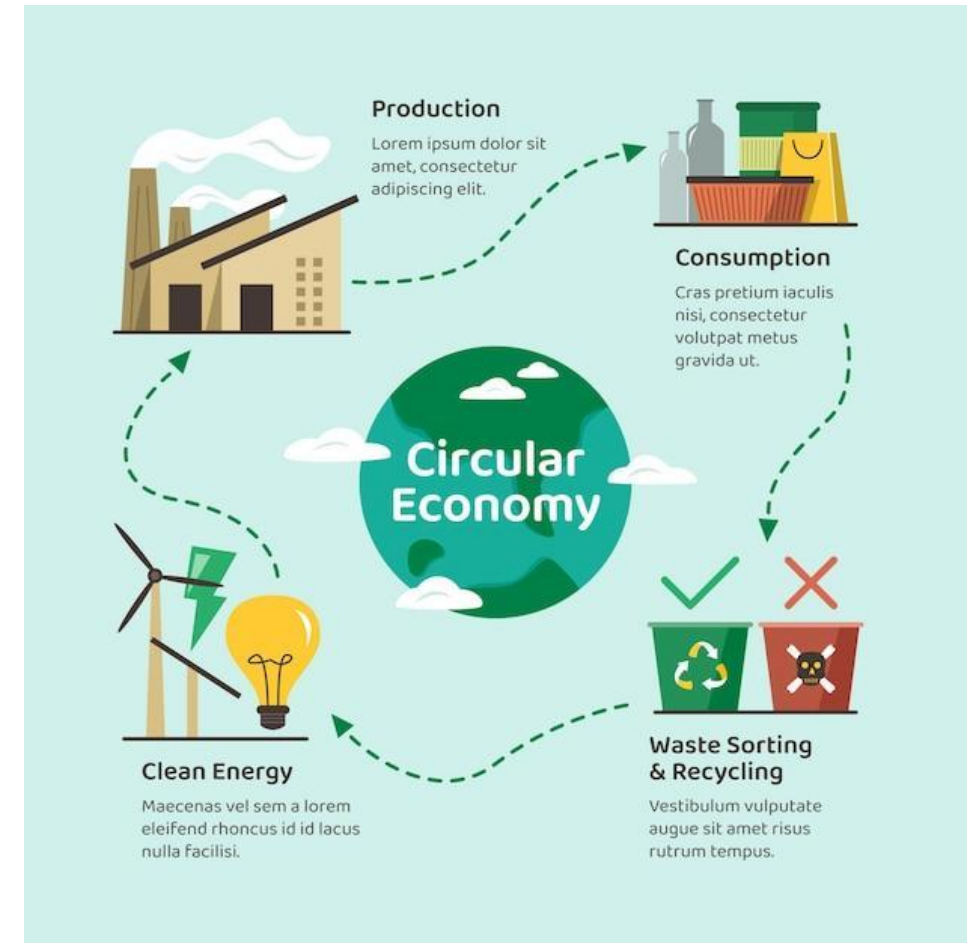 Production
Lorem ipsum dolor sit
amet, consectetur
adipiscing elit.
Consumption
Cras pretium iaculis
nisi, consectetur
volutpat metus
gravida ut.
Circular
Economy
Clean Energy
Maecenas vel sem a lorem
eleifend rhoncus id id lacus
nulla facilisi.
Waste Sorting
& Recycling
Vestibulum vulputate
augue sit amet risus
rutrum tempus.